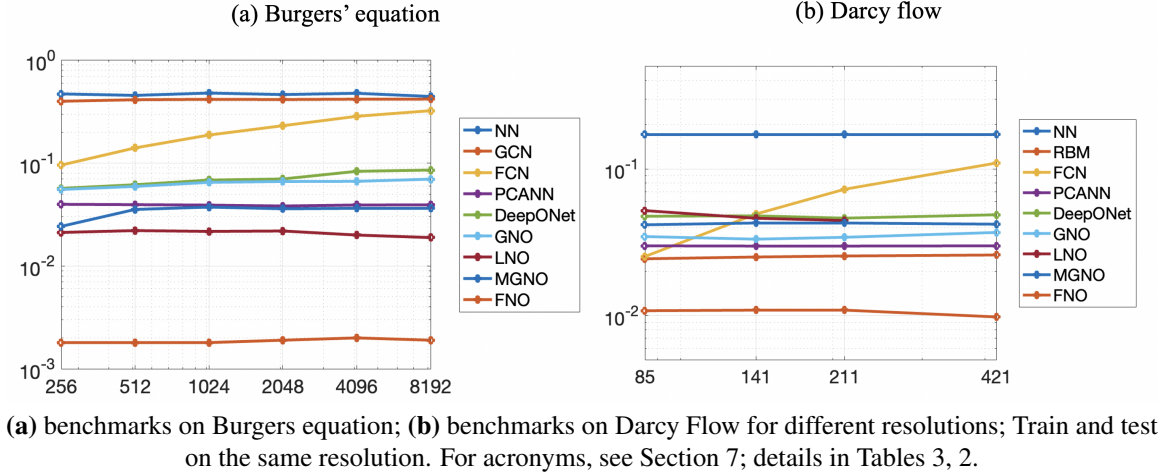 (a) Burgers' equation
(b) Darcy flow
10^0
10^-1
10^-2
10^-3
256 512 1024 2048 4096 8192
NN
GCN
FCN
PCANN
DeepONet
GNO
LNO
MGNO
FNO
10^-1
10^-2
85 141 211 421
NN
RBM
FCN
PCANN
DeepONet
GNO
LNO
MGNO
FNO
(a) benchmarks on Burgers equation; (b) benchmarks on Darcy Flow for different resolutions; Train and test
on the same resolution. For acronyms, see Section 7; details in Tables 3, 2.